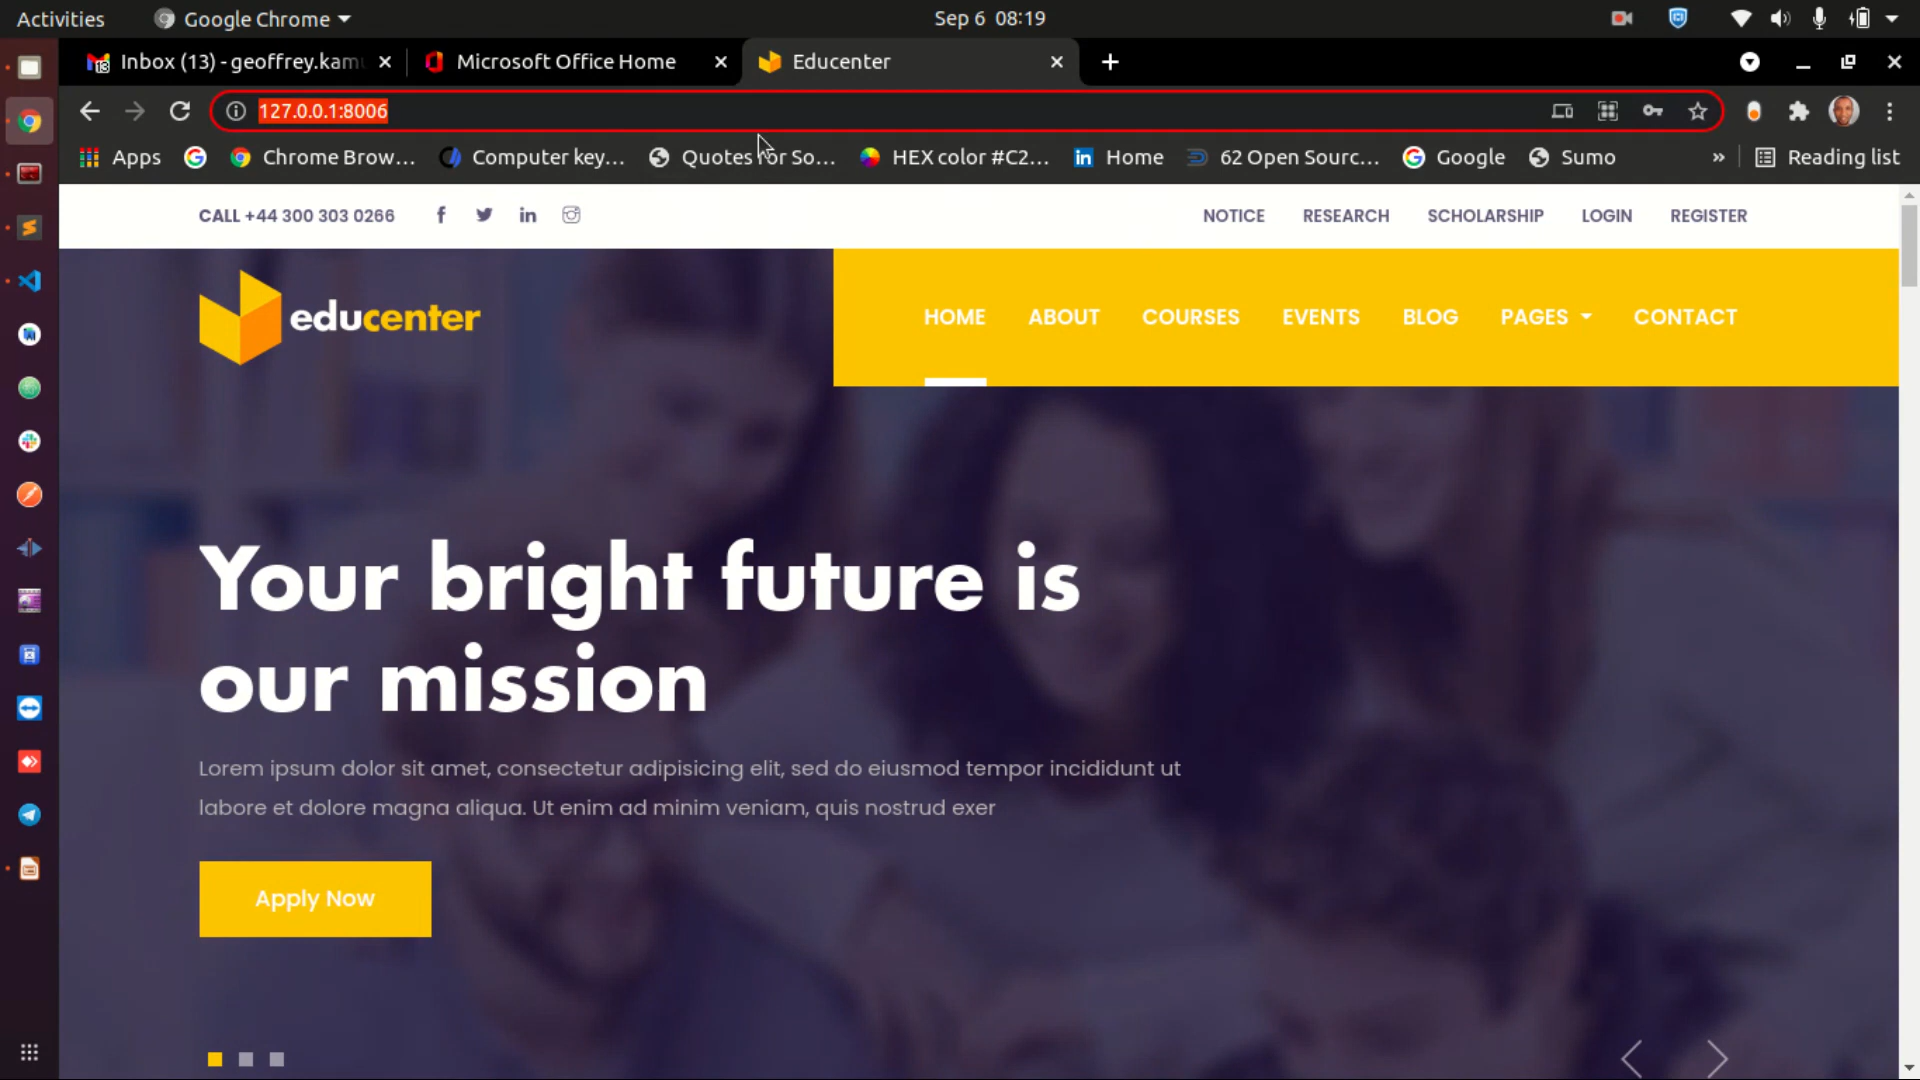 Activities Google Chrome Sep 6 08:19
Inbox (13) - geoffrey.kam Microsoft Office Home Educenter
127.0.0.1:8006
Apps Chrome Brow... Computer key... Quotes for So... HEX color #C2... Home 62 Open Sourc... Google Sumo » Reading list
CALL +44 300 303 0266 NOTICE RESEARCH SCHOLARSHIP LOGIN REGISTER
educenter HOME ABOUT COURSES EVENTS BLOG PAGES CONTACT
Your bright future is
our mission
Lorem ipsum dolor sit amet, consectetur adipisicing elit, sed do eiusmod tempor incididunt ut
labore et dolore magna aliqua. Ut enim ad minim veniam, quis nostrud exer
Apply Now